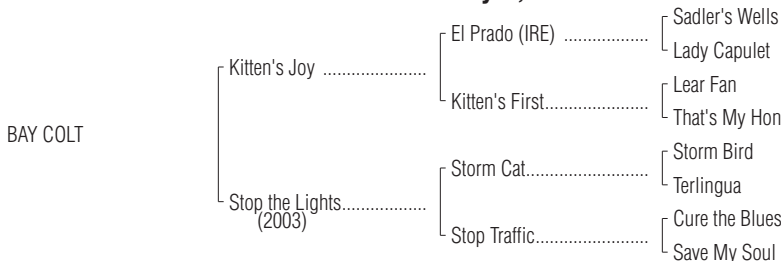 Sadler's Wells
El Prado (IRE) ..................
Lady Capulet
Kitten's Joy ......................
Lear Fan
Kitten's First......................
That's My Hon
BAY COLT
Storm Bird
Storm Cat..........................
Terlingua
Stop the Lights..................
(2003)
Cure the Blues
Stop Traffic........................
Save My Soul